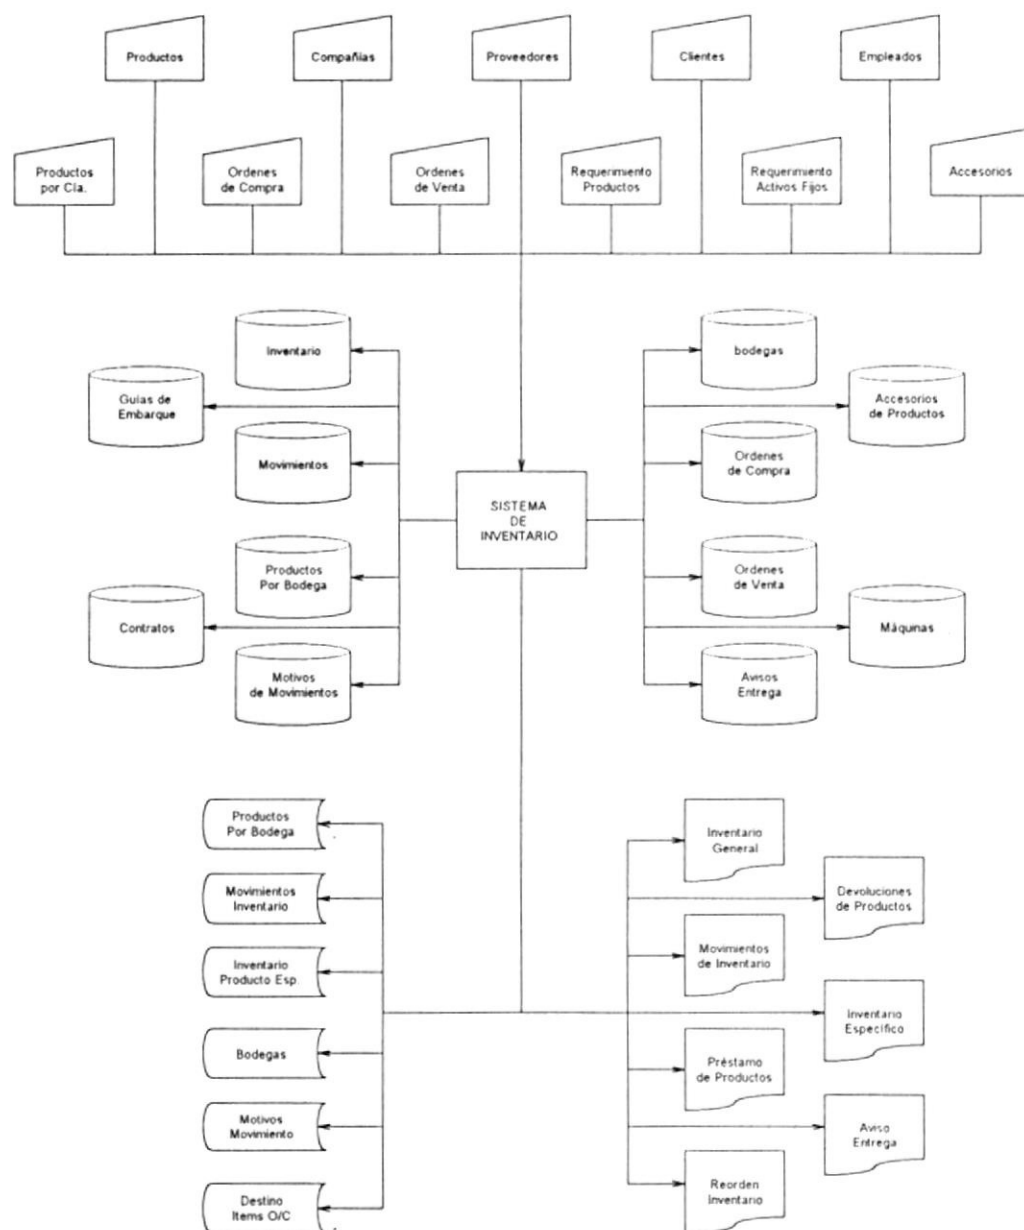 Productos
Compañías
Proveedores
Clientes
Empleados
Productos
por Cía.
Ordenes
de Compra
Ordenes
de Venta
Requerimiento
Productos
Requerimiento
Activos Fijos
Accesorios
Inventario
bodegas
Guías de
Embarque
Accesorios
de Productos
Movimientos
Ordenes
de Compra
SISTEMA
DE
INVENTARIO
Productos
Por Bodega
Ordenes
de Venta
Contratos
Máquinas
Motivos
de Movimientos
Avisos
Entrega
Productos
Por Bodega
Inventario
General
Movimientos
Inventario
Devoluciones
de Productos
Movimientos
de Inventario
Inventario
Producto Esp.
Inventario
Específico
Bodegas
Préstamo
de Productos
Motivos
Movimiento
Aviso
Entrega
Destino
Items O/C
Reorden
Inventario